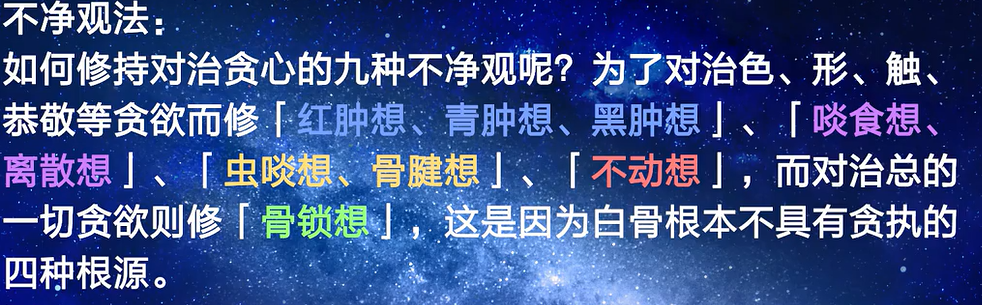 不净观法：
如何修持对治贪心的九种不净观呢？为了对治色、形、触、
恭敬等贪欲而修「红肿想、青肿想、黑肿想」、「啖食想、
离散想」、「虫啖想、骨腱想」、「不动想」，而对治总的
一切贪欲则修「骨锁想」，这是因为白骨根本不具有贪执的
四种根源。